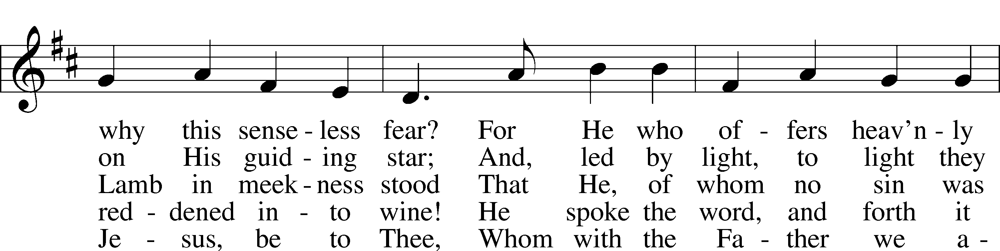 why this sense - less fear? For He who of - fers heav'n - ly
on His guid - ing star; And, led by light, to light they
Lamb in meek - ness stood That He, of whom no sin was
red - dened in - to wine! He spoke the word, and forth it
Je - sus, be to Thee, Whom with the Fa - ther we a -